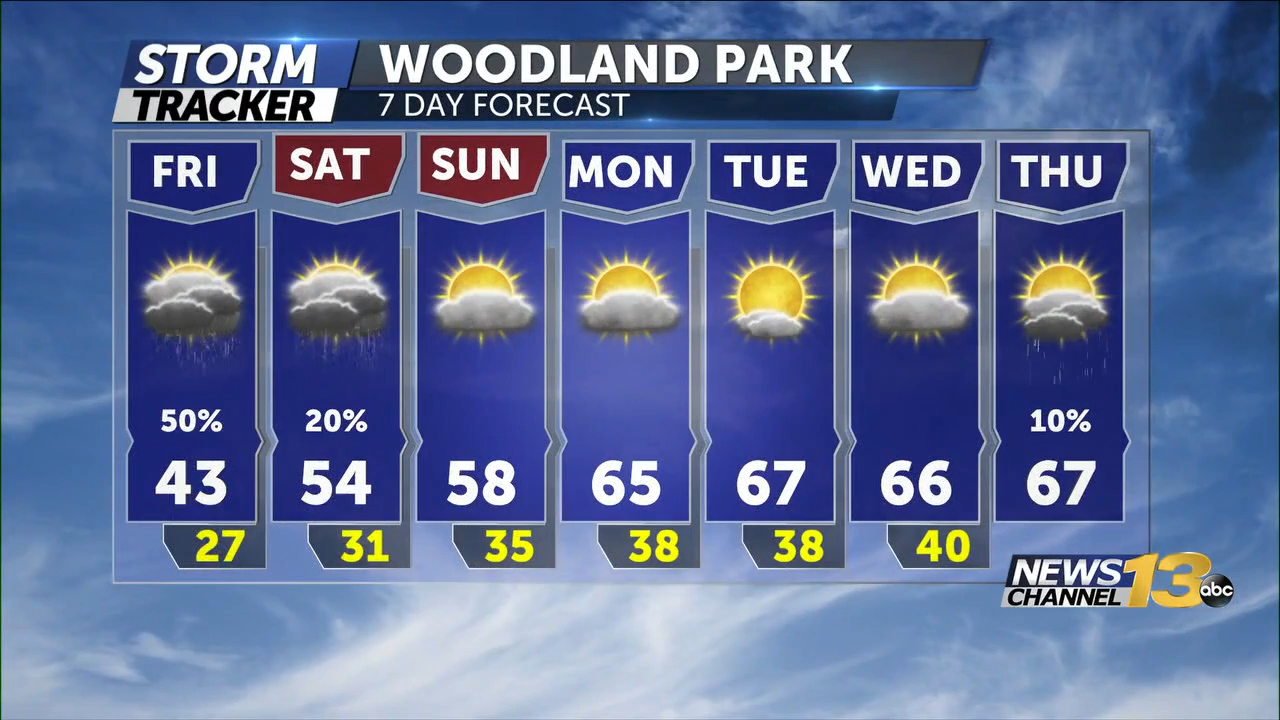 STORM
TRACKER
WOODLAND PARK
7 DAY FORECAST
FRI SAT SUN MON TUE WED THU
50% 20% 10%
43 54 58 65 67 66 67
27 31 35 38 38 40
NEWS
CHANNEL 13 abc